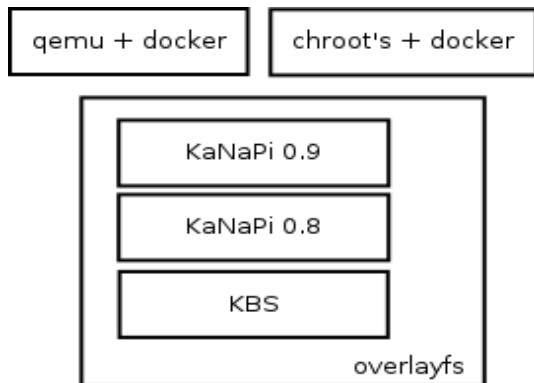 qemu + docker
chroot's + docker
KaNaPi 0.9
KaNaPi 0.8
KBS
overlayfs